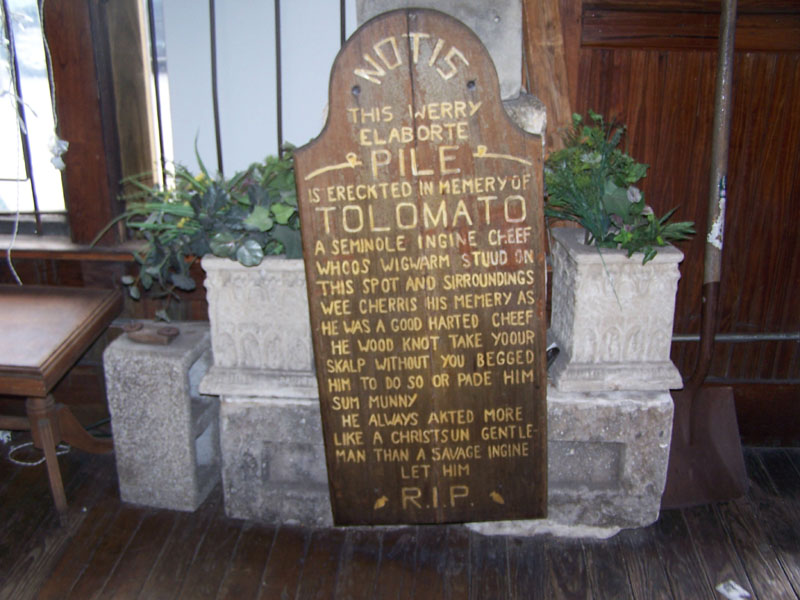 NOTIS
THIS WERRY
ELABORTE
PILE
IS ERECKTED IN MEMERY OF
TOLOMATO
A SEMINOLE INGINE CHEEF
WHOOS WIGWARM STUUD ON
THIS SPOT AND SIRROUNDINGS
WEE CHERRIS HIS MEMERY AS
HE WAS A GOOD HARTED CHEEF
HE WOOD KNOT TAKE YOOUR
SKALP WITHOUT YOU BEGGED
HIM TO DO SO OR PADE HIM
SUM MUNNY
HE ALWAYS AKTED MORE
LIKE A CHRISTSUN GENTLE-
MAN THAN A SAVAGE INGINE
LET HIM
R.I.P.